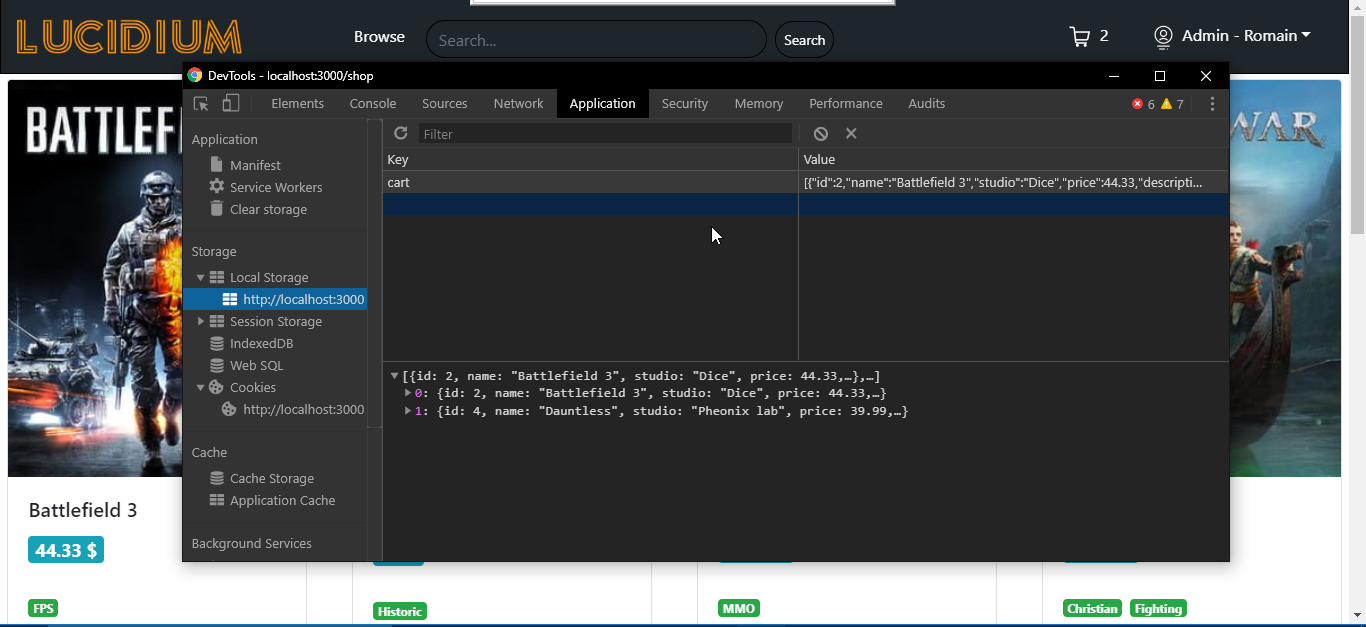 LUCIDIUM
Browse
Search...
Search
2
Admin - Romain
BATTLEF
WAR
DevTools - localhost:3000/shop
Elements Console Sources Network Application Security Memory Performance Audits 6 7
Application
Manifest
Service Workers
Clear storage
Storage
Local Storage
http://localhost:3000
Session Storage
IndexedDB
Web SQL
Cookies
http://localhost:3000
Cache
Cache Storage
Application Cache
Background Services
Filter
Key Value
cart [{"id":2,"name":"Battlefield 3","studio":"Dice","price":44.33,"descripti...
[{id: 2, name: "Battlefield 3", studio: "Dice", price: 44.33,…},…]
0: {id: 2, name: "Battlefield 3", studio: "Dice", price: 44.33,…}
1: {id: 4, name: "Dauntless", studio: "Pheonix lab", price: 39.99,…}
Battlefield 3
44.33 $
FPS
Historic
MMO
Christian Fighting